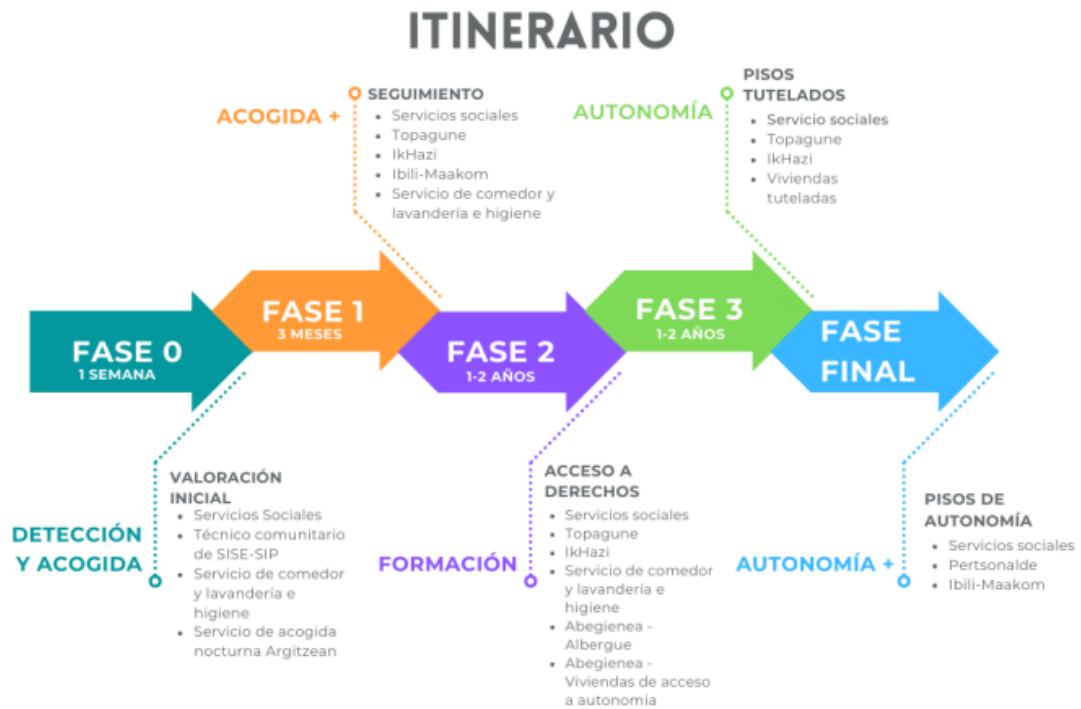 ITINERARIO
ACOGIDA +
SEGUIMIENTO
• Servicios sociales
• Topagune
• IkHazi
• Ibili-Maakom
• Servicio de comedor y
lavandería e higiene
AUTONOMÍA
PISOS
TUTELADOS
• Servicio sociales
• Topagune
• IkHazi
• Viviendas
tuteladas
FASE 0
1 SEMANA
FASE 1
3 MESES
FASE 2
1-2 AÑOS
FASE 3
1-2 AÑOS
FASE
FINAL
DETECCIÓN
Y ACOGIDA
VALORACIÓN
INICIAL
• Servicios Sociales
• Técnico comunitario
de SISE-SIP
• Servicio de comedor
y lavandería e
higiene
• Servicio de acogida
nocturna Argitzean
FORMACIÓN
ACCESO A
DERECHOS
• Servicios sociales
• Topagune
• IkHazi
• Servicio de comedor
y lavandería e
higiene
• Abegienea -
Albergue
• Abegienea -
Viviendas de acceso
a autonomia
AUTONOMÍA +
PISOS DE
AUTONOMÍA
• Servicios sociales
• Pertsonalde
• Ibili-Maakom